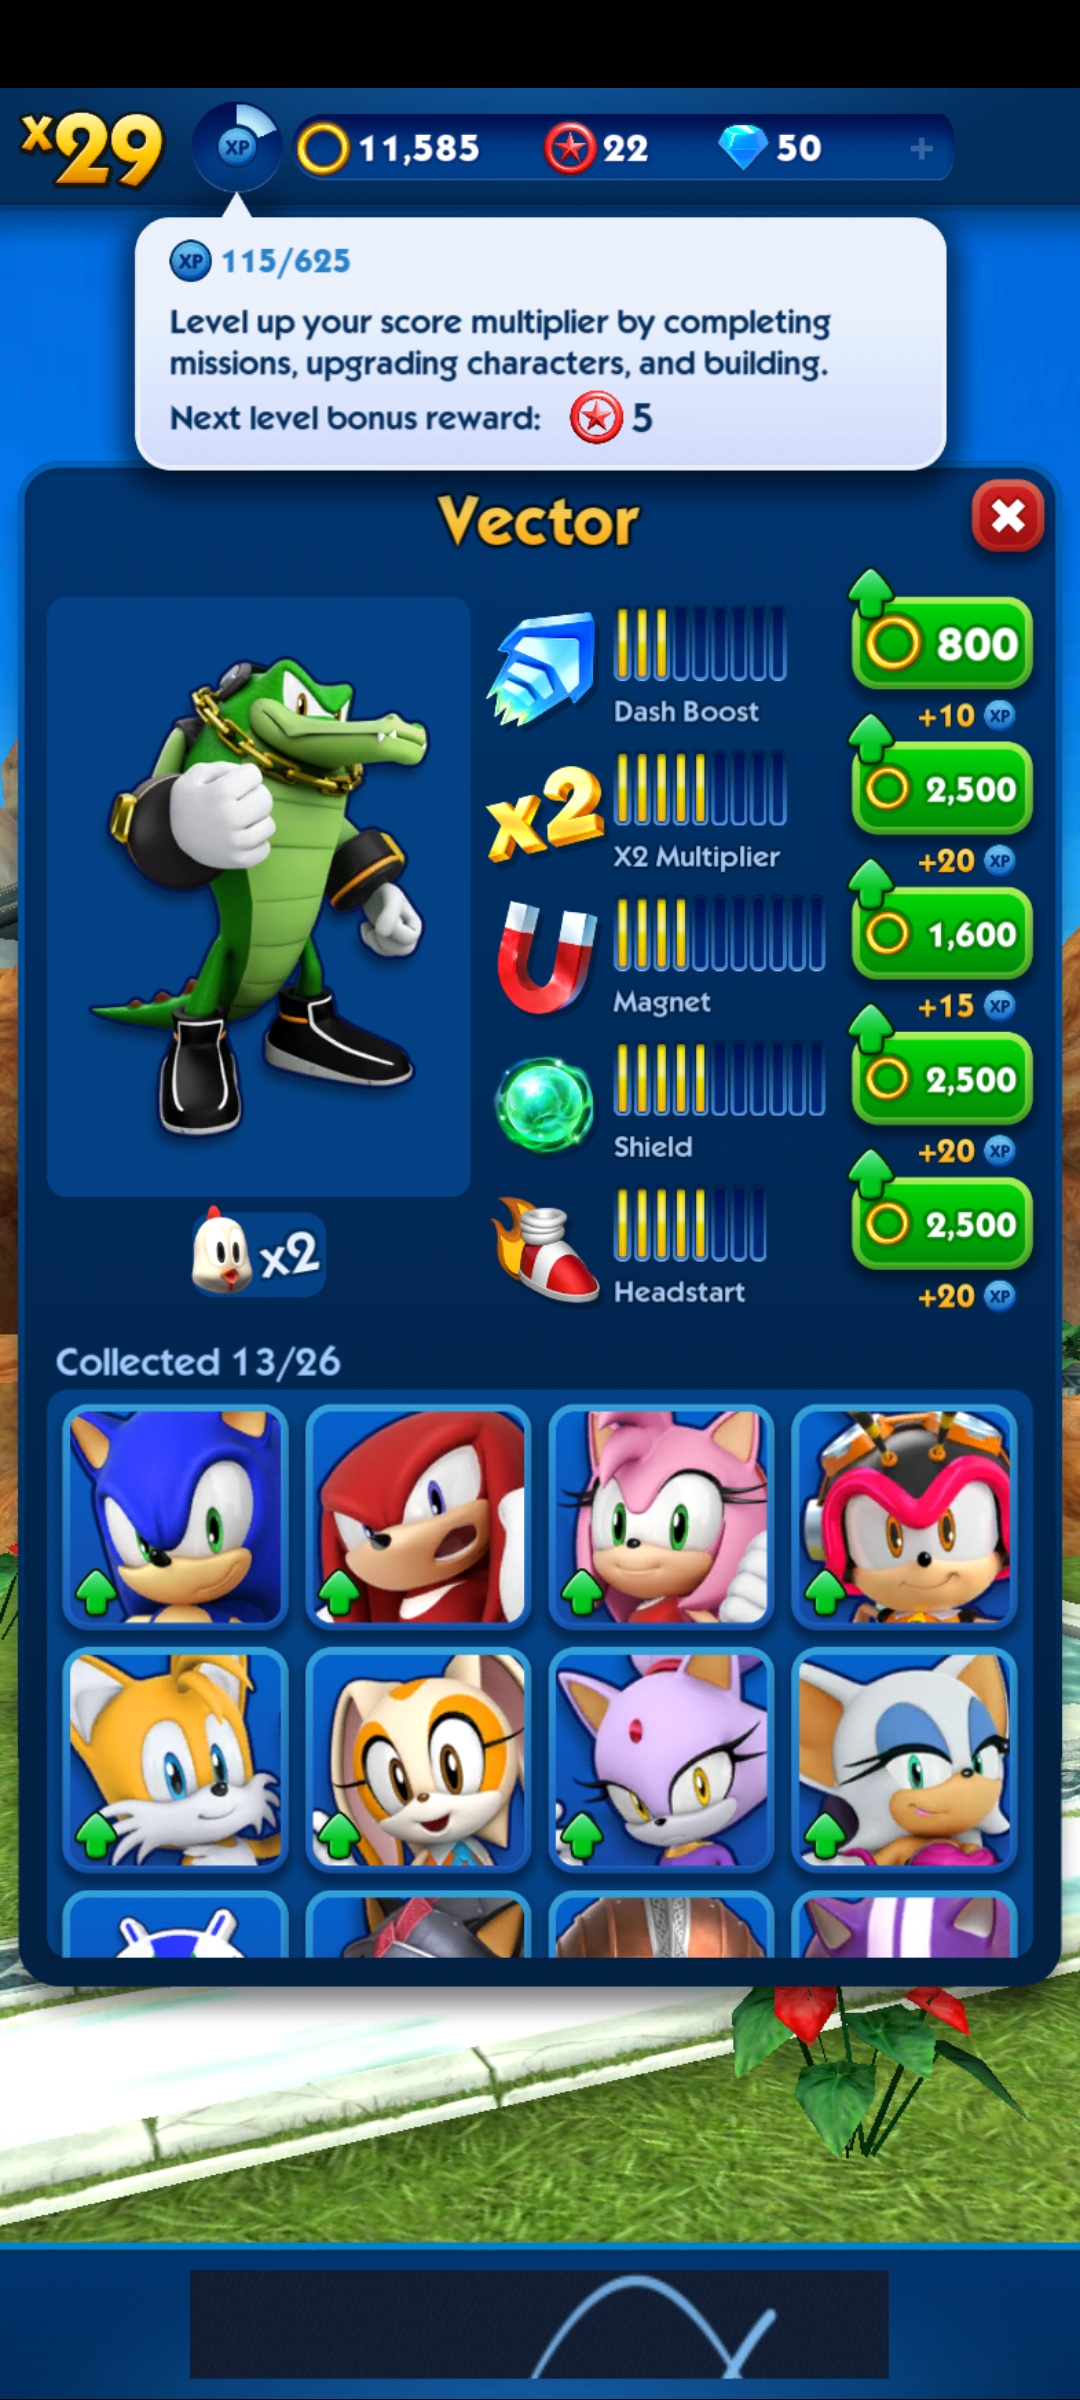 x29
XP
11,585
22
50
+
XP 115/625
Level up your score multiplier by completing
missions, upgrading characters, and building.
Next level bonus reward: 5
Vector
800
Dash Boost
+10 XP
x2
2,500
X2 Multiplier
+20 XP
1,600
Magnet
+15 XP
2,500
Shield
+20 XP
2,500
Headstart
+20 XP
x2
Collected 13/26